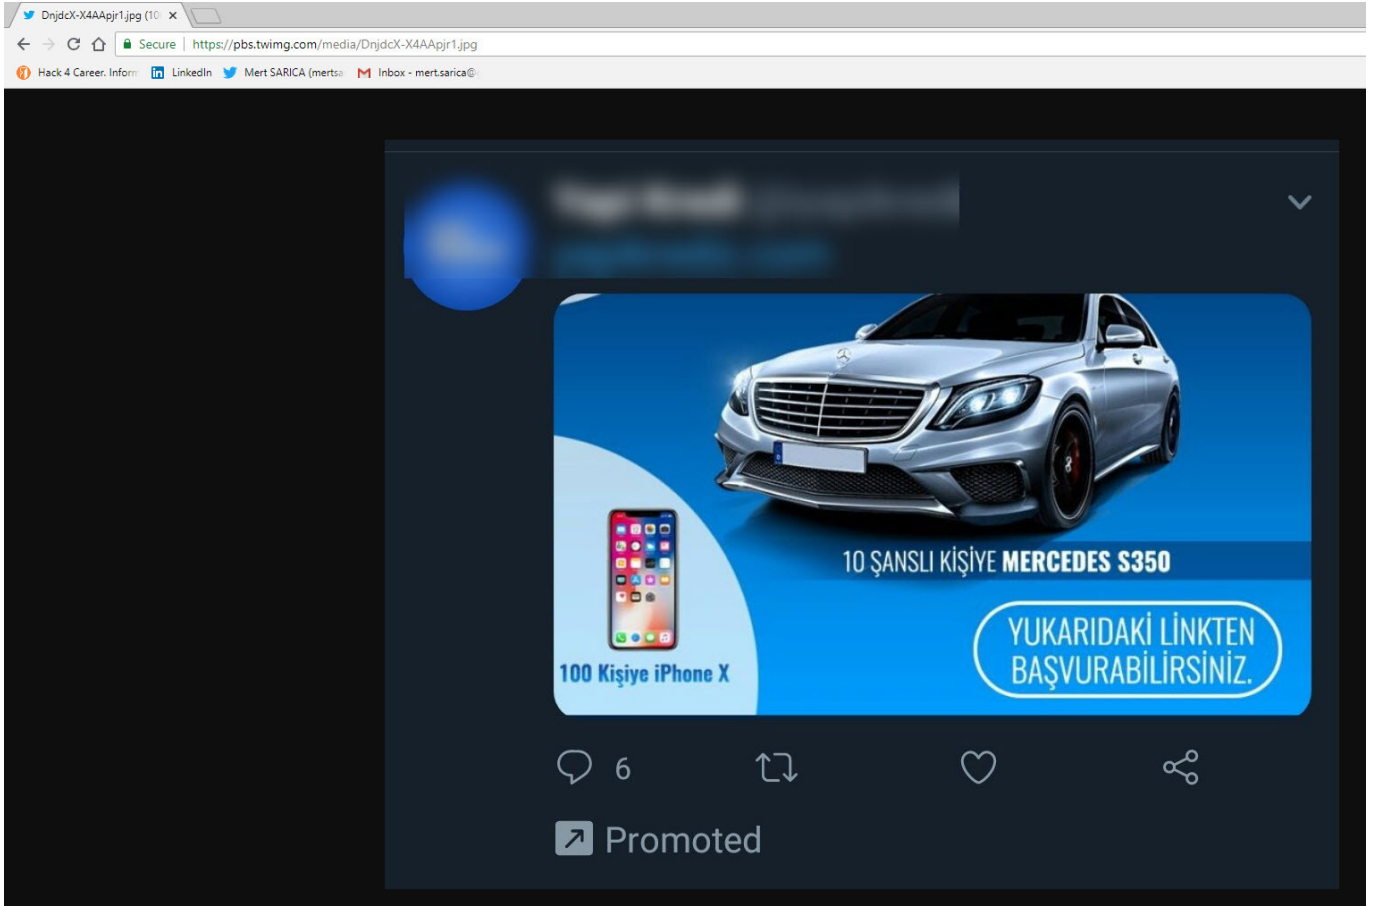 DnjdcX-X4AApjr1.jpg (10
Secure | https://pbs.twimg.com/media/DnjdcX-X4AApjr1.jpg
Hack 4 Career. Inform LinkedIn Mert SARICA (mertsa Inbox - mert.sarica@
10 ŞANSLI KİŞİYE MERCEDES S350
YUKARIDAKİ LİNKTEN
BAŞVURABİLİRSİNİZ.
100 Kişiye iPhone X
6
Promoted